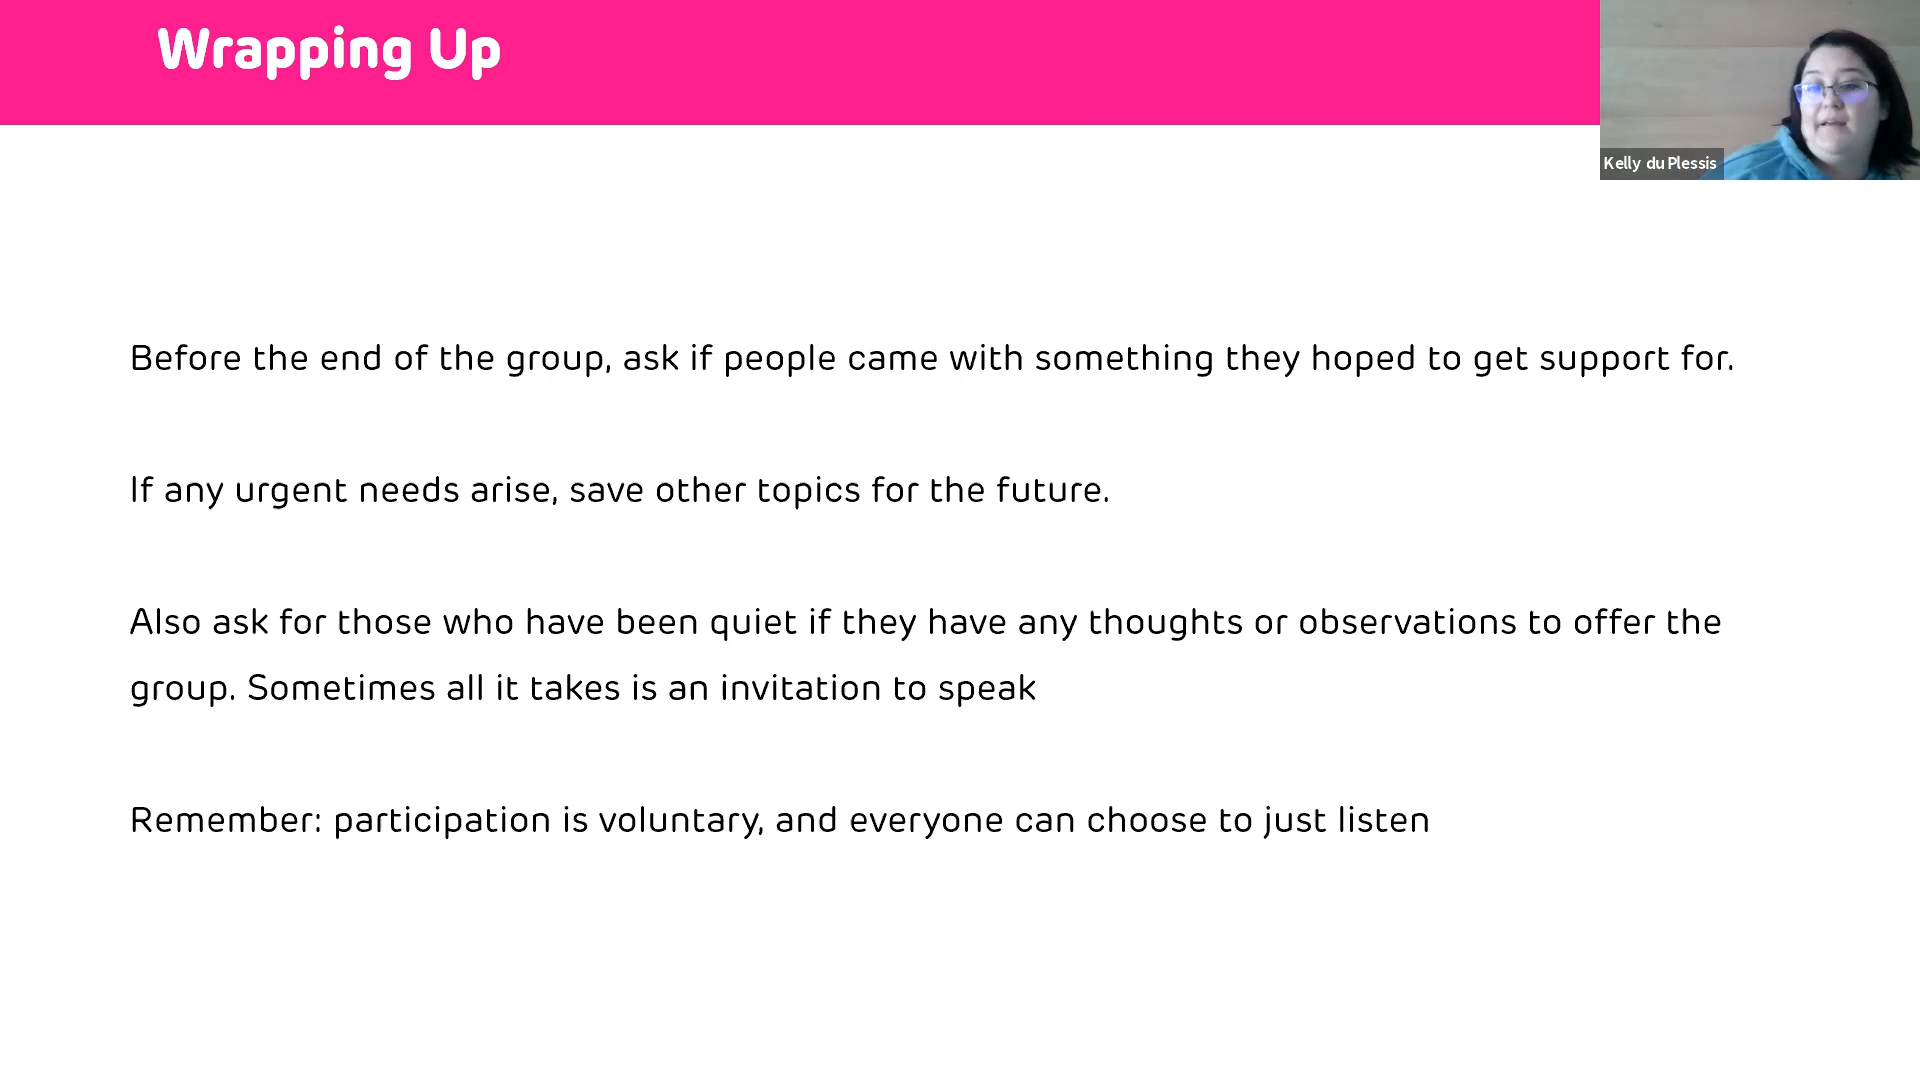 Wrapping Up
Kelly du Plessis
Before the end of the group, ask if people came with something they hoped to get support for.
If any urgent needs arise, save other topics for the future.
Also ask for those who have been quiet if they have any thoughts or observations to offer the
group. Sometimes all it takes is an invitation to speak
Remember: participation is voluntary, and everyone can choose to just listen